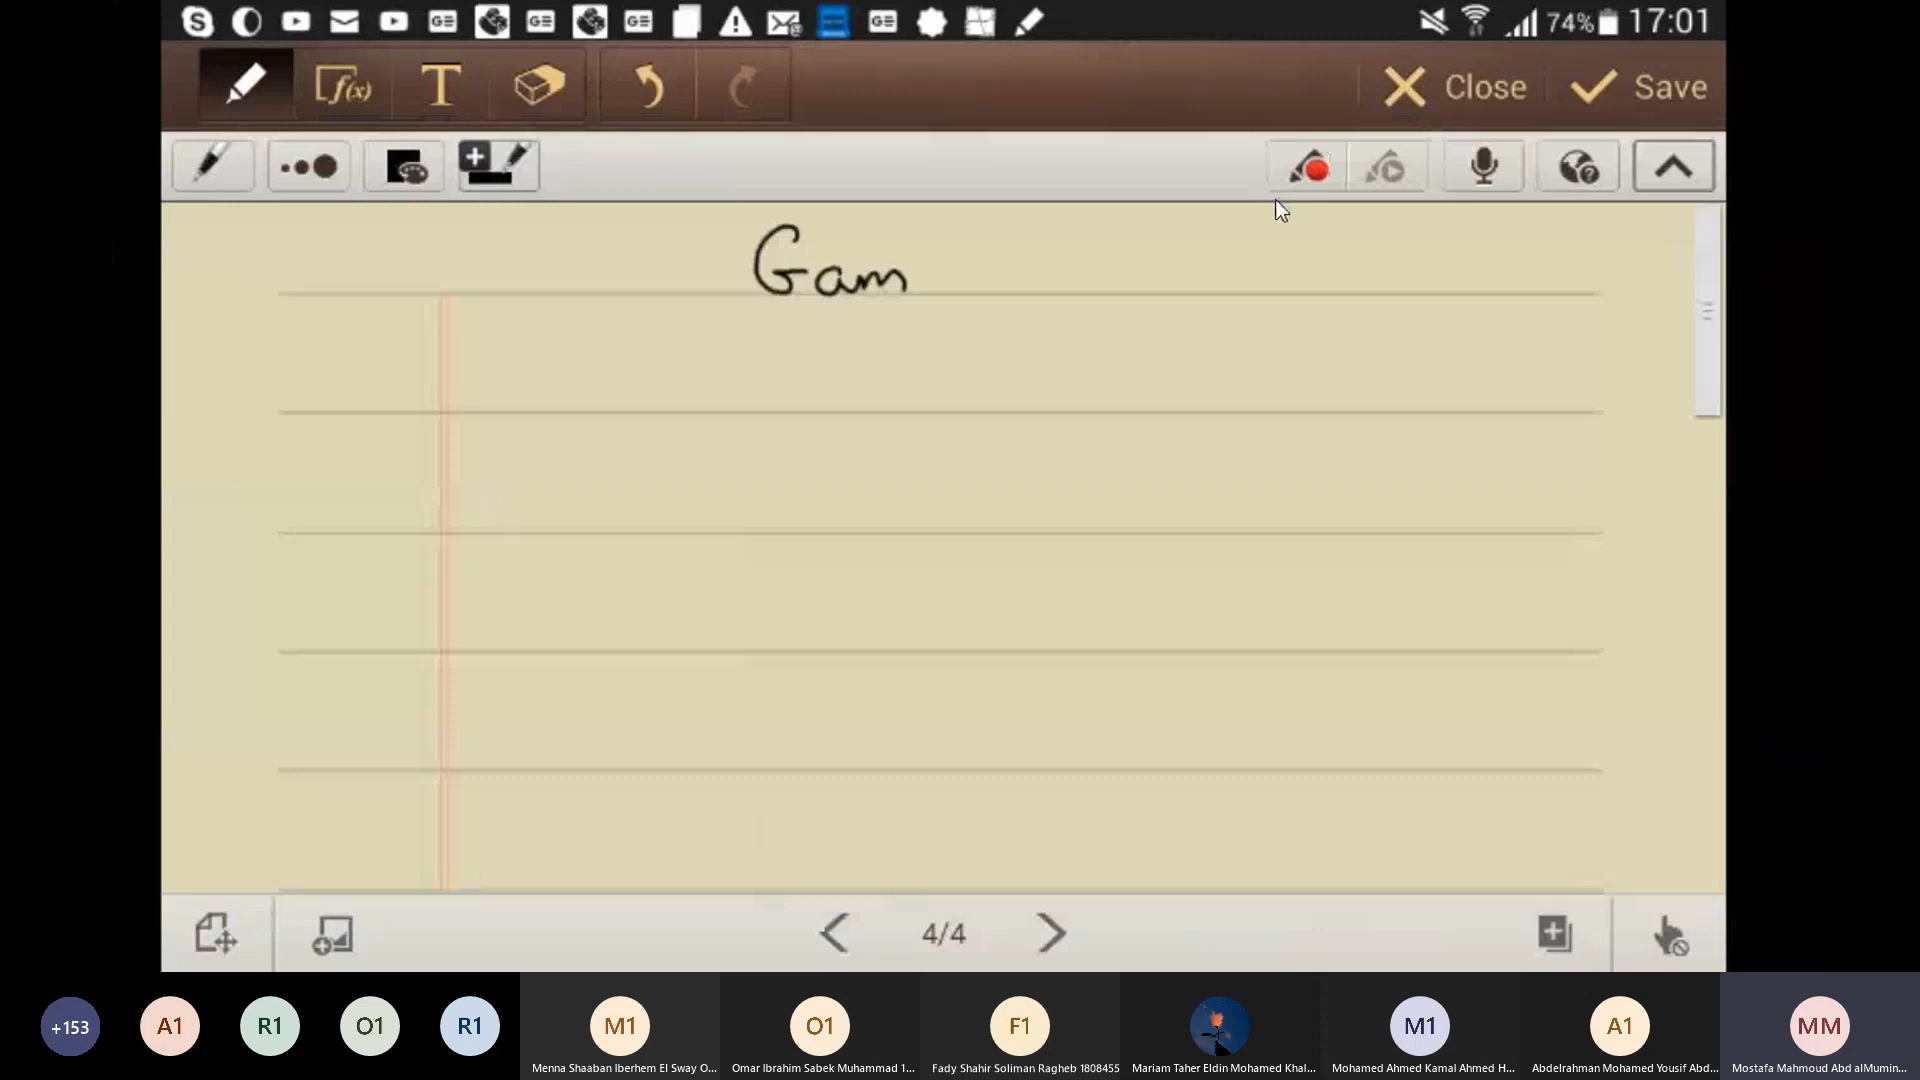 74% 17:01
f(x) T Close Save
Gam
4/4
+153 A1 R1 O1 R1 M1 O1 F1 M1 A1 MM
Menna Shaaban Iberhem El Sway O... Omar Ibrahim Sabek Muhammad 1... Fady Shahir Soliman Ragheb 1808455 Mariam Taher Eldin Mohamed Khal... Mohamed Ahmed Kamal Ahmed H... Abdelrahman Mohamed Yousif Abd... Mostafa Mahmoud Abd alMumin...